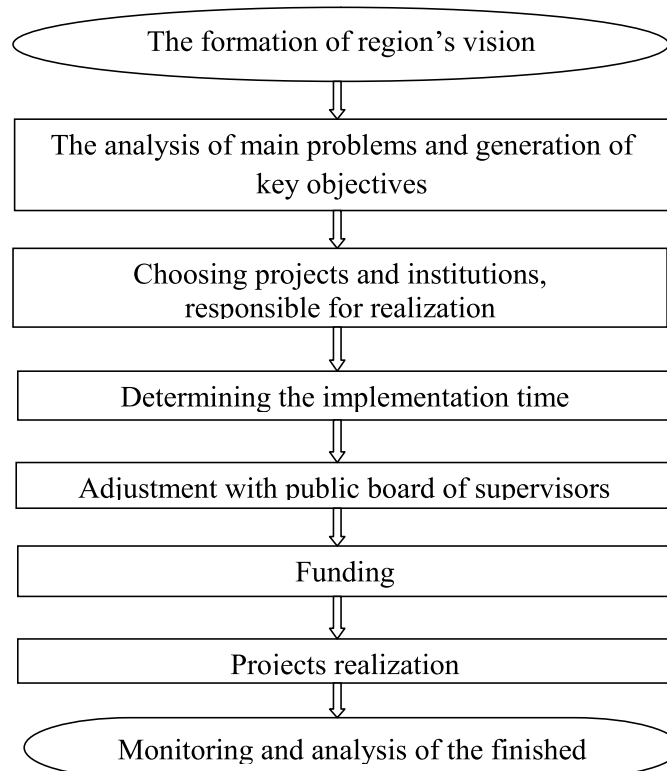 The formation of region’s vision
The analysis of main problems and generation of
key objectives
Choosing projects and institutions,
responsible for realization
Determining the implementation time
Adjustment with public board of supervisors
Funding
Projects realization
Monitoring and analysis of the finished